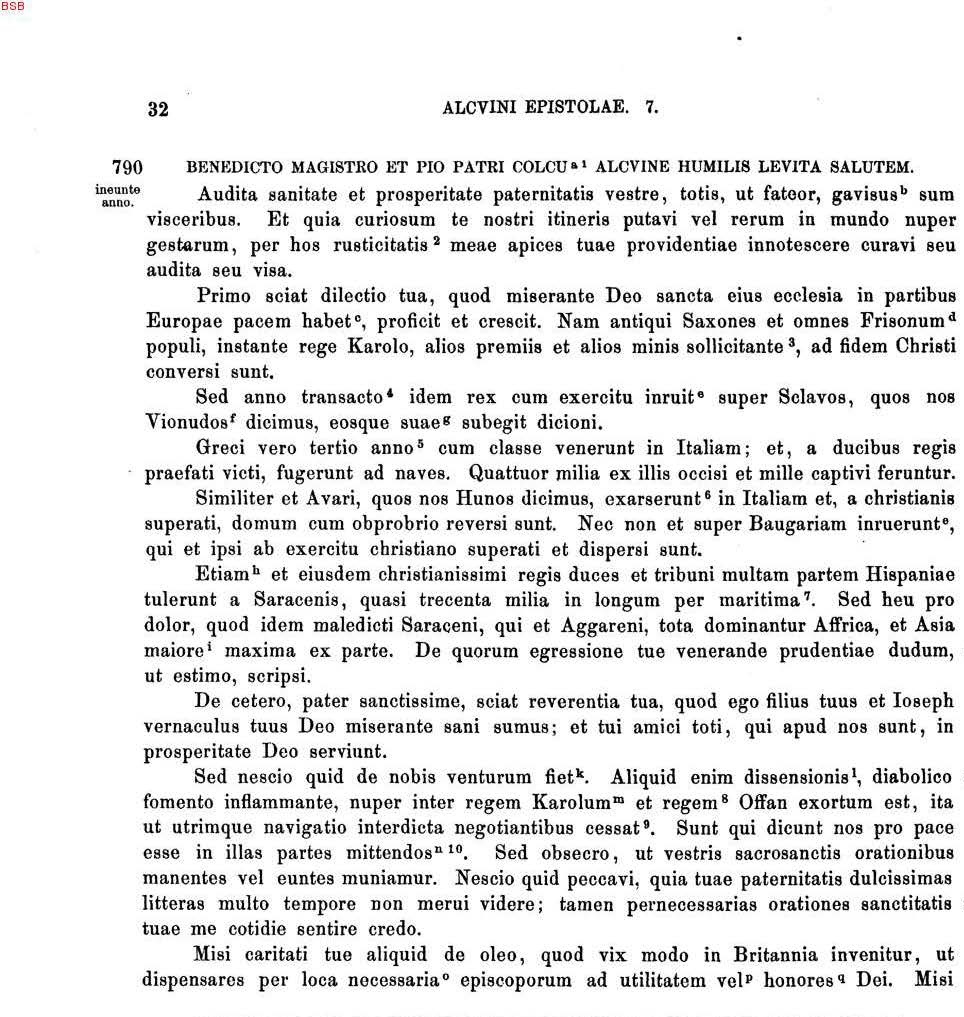 BSB
32 ALCVINI EPISTOLAE. 7.
790 BENEDICTO MAGISTRO ET PIO PATRI COLCU a 1 ALCVINE HUMILIS LEVITA SALUTEM.
ineunte anno. Audita sanitate et prosperitate paternitatis vestre, totis, ut fateor, gavisus b sum
visceribus. Et quia curiosum te nostri itineris putavi vel rerum in mundo nuper
gestarum, per hos rusticitatis 2 meae apices tuae providentiae innotescere curavi seu
audita seu visa.
Primo sciat dilectio tua, quod miserante Deo sancta eius ecclesia in partibus
Europae pacem habet c, proficit et crescit. Nam antiqui Saxones et omnes Frisonum d
populi, instante rege Karolo, alios premiis et alios minis sollicitante 3, ad fidem Christi
conversi sunt.
Sed anno transacto 4 idem rex cum exercitu inruit e super Sclavos, quos nos
Vionudos f dicimus, eosque suae g subegit dicioni.
Greci vero tertio anno 5 cum classe venerunt in Italiam; et, a ducibus regis
praefati victi, fugerunt ad naves. Quattuor milia ex illis occisi et mille captivi feruntur.
Similiter et Avari, quos nos Hunos dicimus, exarserunt 6 in Italiam et, a christianis
superati, domum cum obprobrio reversi sunt. Nec non et super Baugariam inruerunt e,
qui et ipsi ab exercitu christiano superati et dispersi sunt.
Etiam h et eiusdem christianissimi regis duces et tribuni multam partem Hispaniae
tulerunt a Saracenis, quasi trecenta milia in longum per maritima 7. Sed heu pro
dolor, quod idem maledicti Saraceni, qui et Aggareni, tota dominantur Affrica, et Asia
maiore i maxima ex parte. De quorum egressione tue venerande prudentiae dudum,
ut estimo, scripsi.
De cetero, pater sanctissime, sciat reverentia tua, quod ego filius tuus et Ioseph
vernaculus tuus Deo miserante sani sumus; et tui amici toti, qui apud nos sunt, in
prosperitate Deo serviunt.
Sed nescio quid de nobis venturum fiet k. Aliquid enim dissensionis l, diabolico
fomento inflammante, nuper inter regem Karolum m et regem 8 Offan exortum est, ita
ut utrimque navigatio interdicta negotiantibus cessat 9. Sunt qui dicunt nos pro pace
esse in illas partes mittendos n 10. Sed obsecro, ut vestris sacrosanctis orationibus
manentes vel euntes muniamur. Nescio quid peccavi, quia tuae paternitatis dulcissimas
litteras multo tempore non merui videre; tamen pernecessarias orationes sanctitatis
tuae me cotidie sentire credo.
Misi caritati tue aliquid de oleo, quod vix modo in Britannia invenitur, ut
dispensares per loca necessaria o episcoporum ad utilitatem vel p honores q Dei. Misi